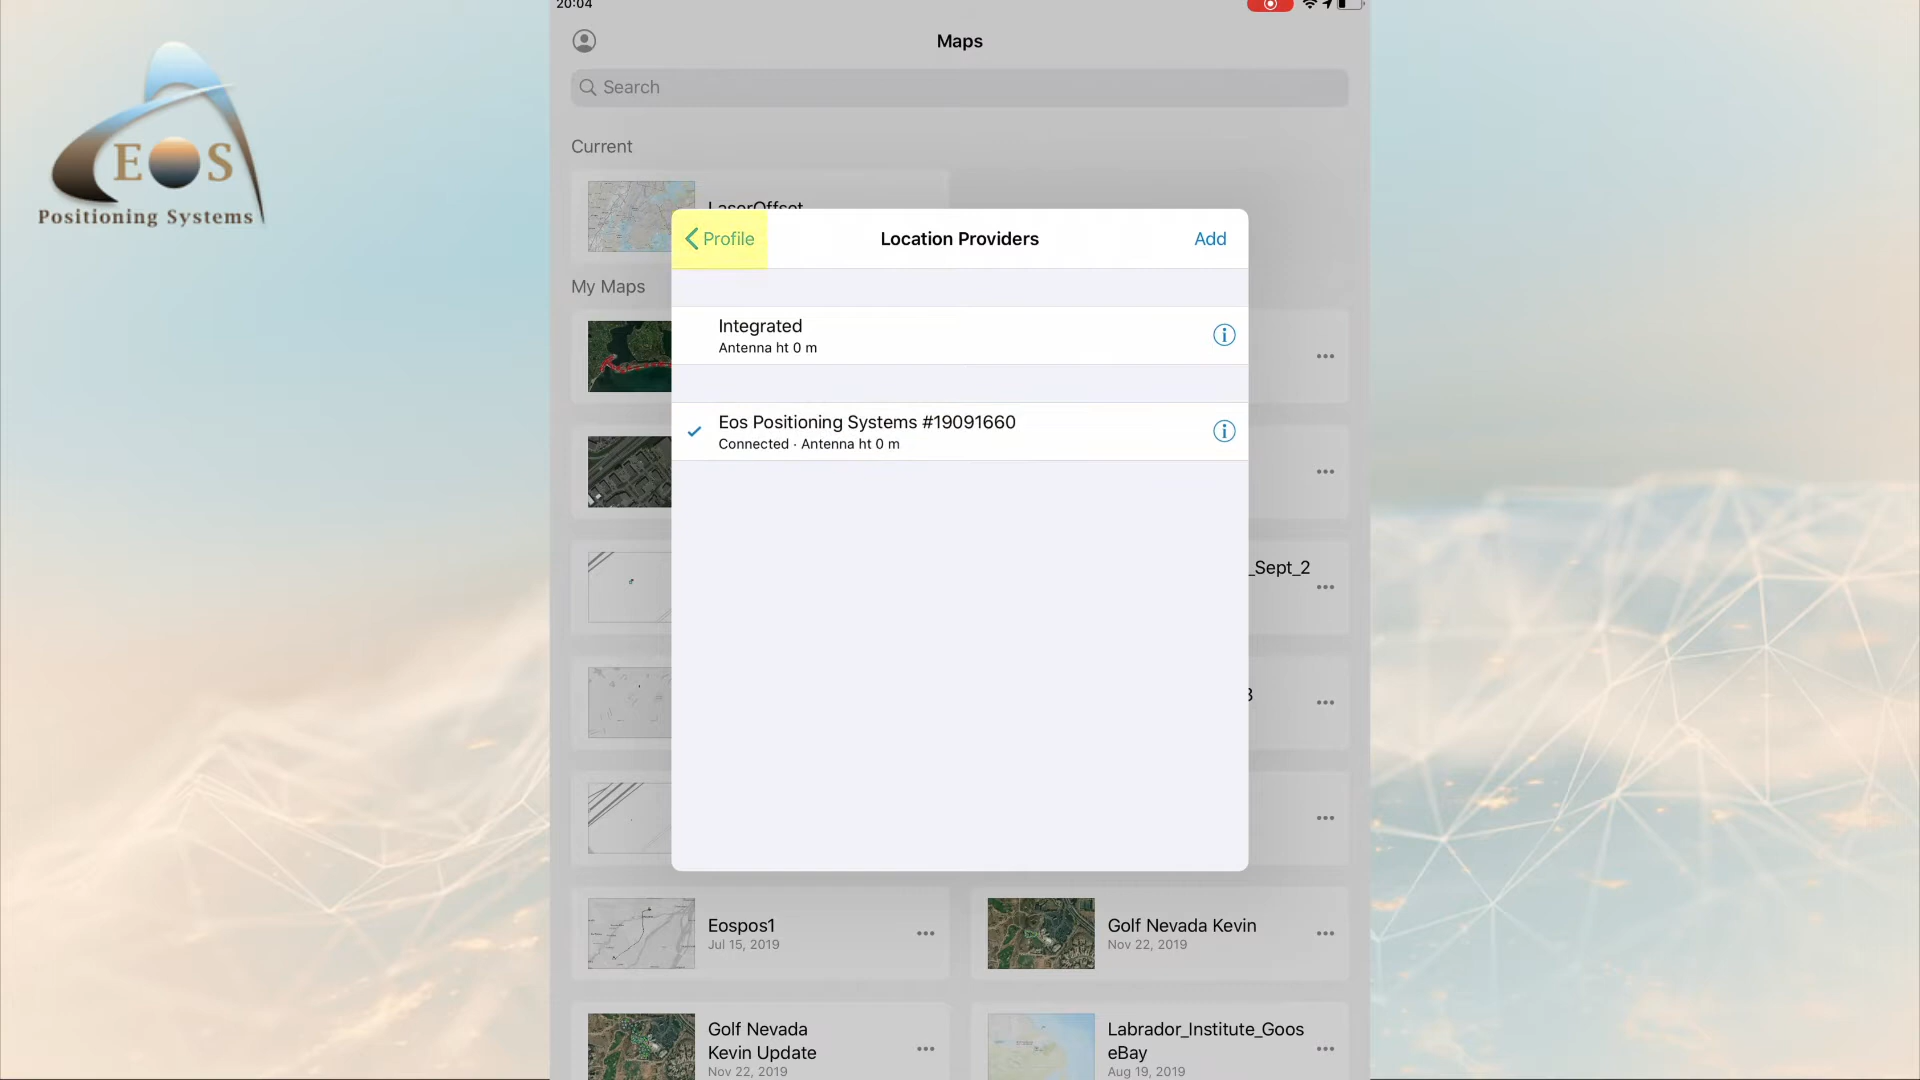 20:04
Maps
Search
EOS
Positioning Systems
Current
LaserOffset
Profile
Location Providers
Add
My Maps
Integrated
Antenna ht 0 m
Eos Positioning Systems #19091660
Connected · Antenna ht 0 m
_Sept_2
Eospos1
Jul 15, 2019
Golf Nevada Kevin
Nov 22, 2019
Golf Nevada
Kevin Update
Nov 22, 2019
Labrador_Institute_Goos
eBay
Aug 19, 2019